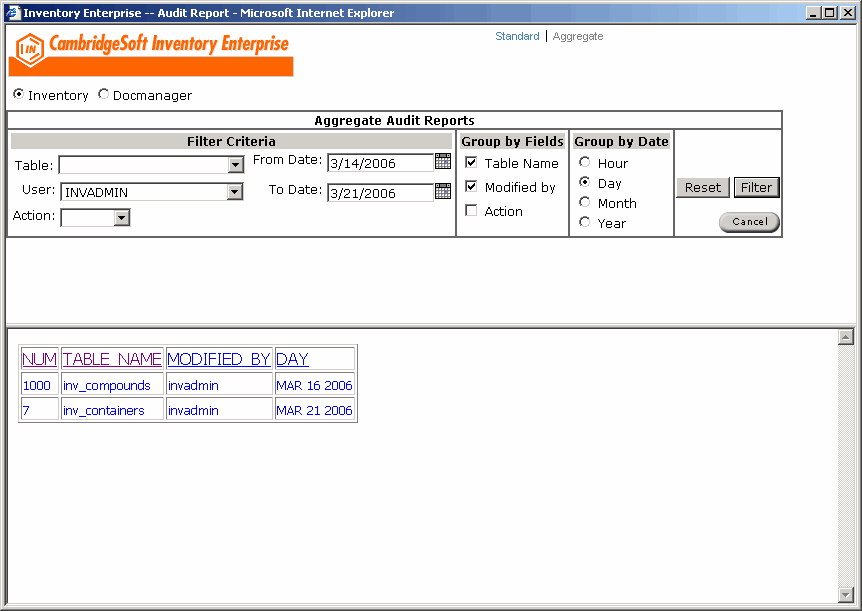 Inventory Enterprise -- Audit Report - Microsoft Internet Explorer
IN CambridgeSoft Inventory Enterprise
Standard | Aggregate
Inventory Docmanager
Aggregate Audit Reports
Filter Criteria Group by Fields Group by Date
Table: From Date: 3/14/2006 Table Name Hour
User: INVADMIN To Date: 3/21/2006 Modified by Day Reset Filter
Action: Action Month
Year Cancel
NUM TABLE_NAME MODIFIED_BY DAY
1000 inv_compounds invadmin MAR 16 2006
7 inv_containers invadmin MAR 21 2006